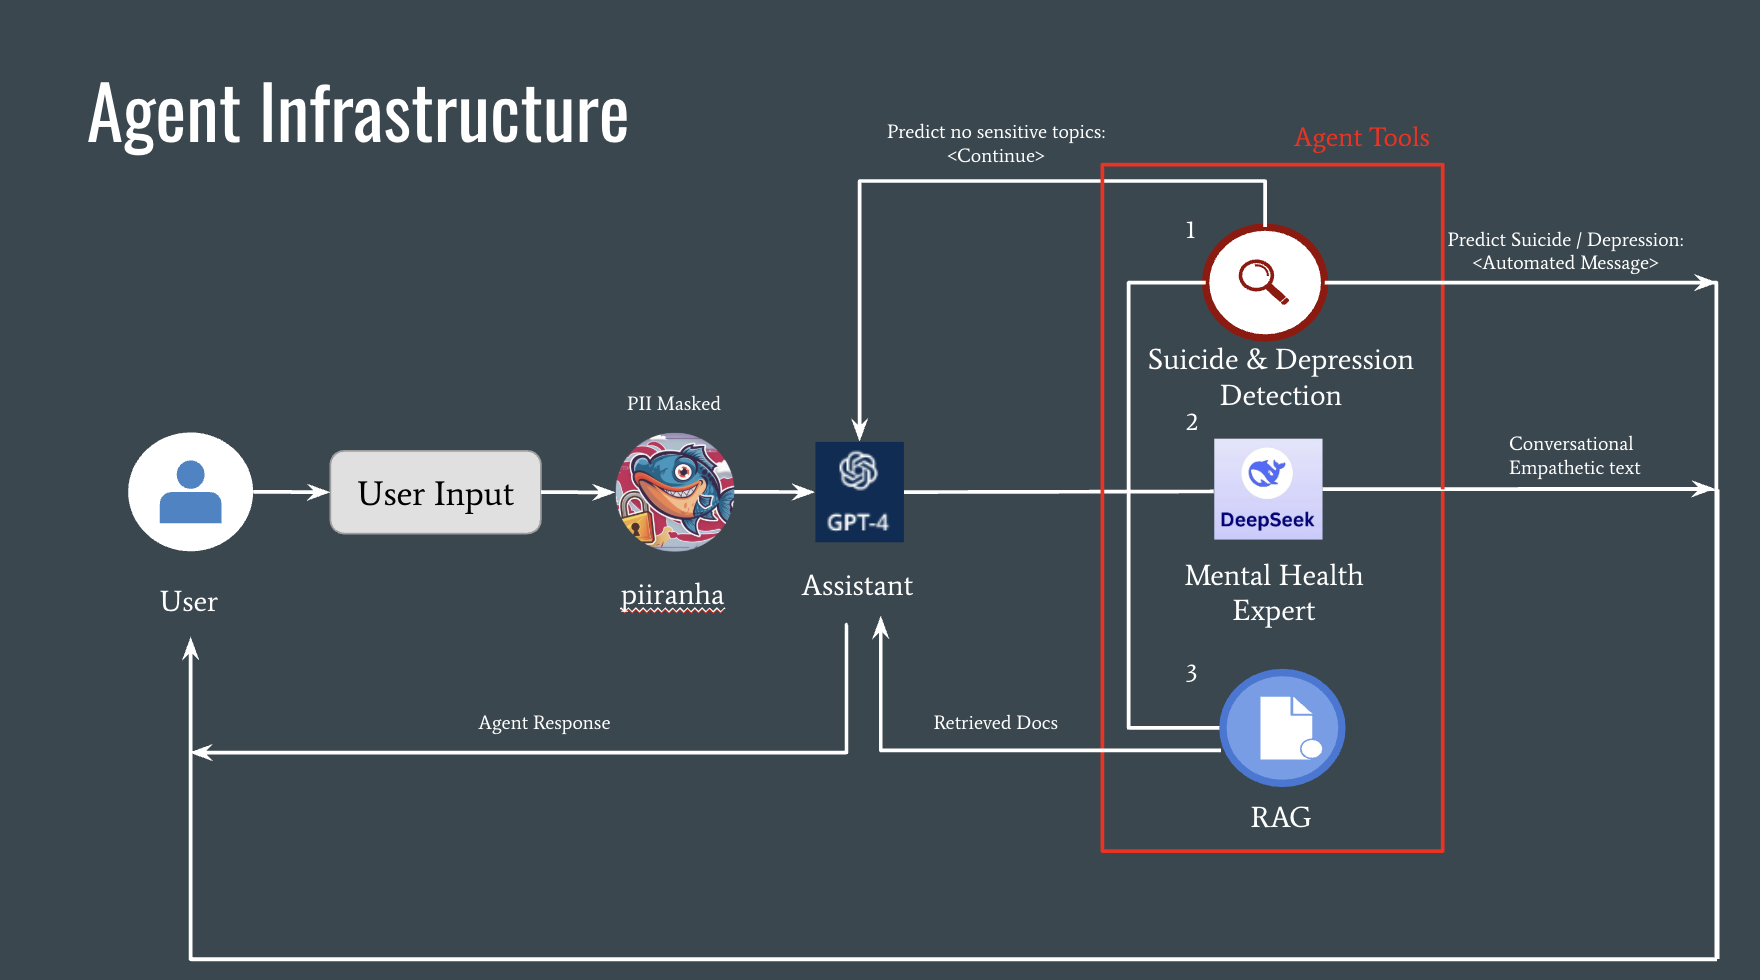 Agent Infrastructure
Predict no sensitive topics:
<Continue>
Agent Tools
1
Predict Suicide / Depression:
<Automated Message>
Suicide & Depression
Detection
PII Masked
2
Conversational
Empathetic text
User Input
GPT-4
DeepSeek
User
piiranha
Assistant
Mental Health
Expert
3
Agent Response
Retrieved Docs
RAG